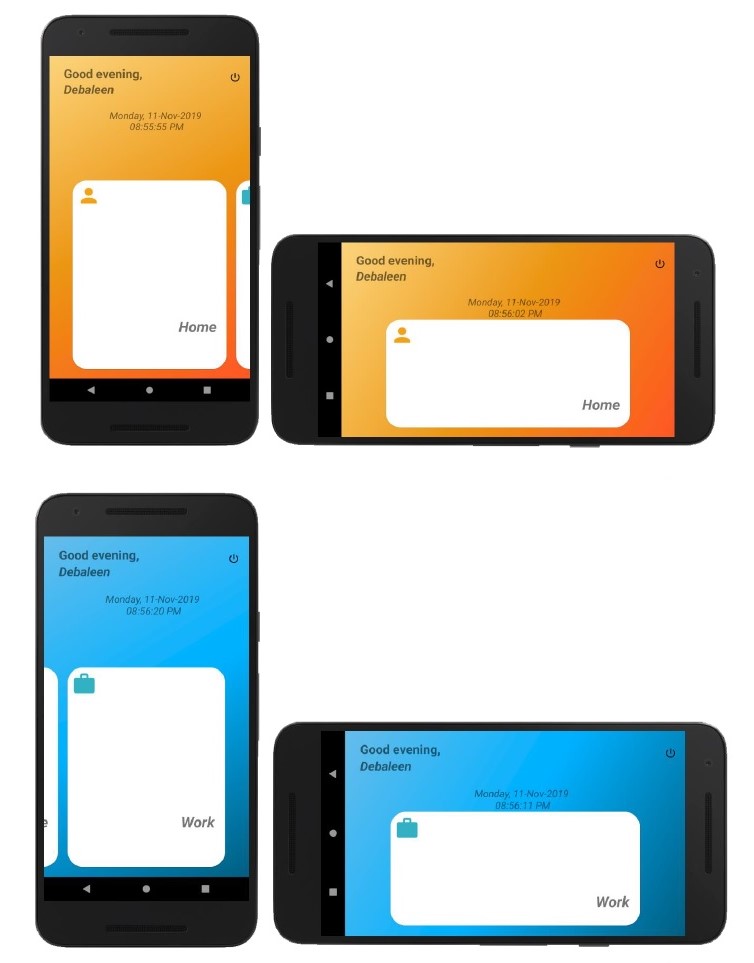 Good evening,
Debaleen
Monday, 11-Nov-2019
08:55:55 PM
Home
Good evening,
Debaleen
Monday, 11-Nov-2019
08:56:02 PM
Home
Good evening,
Debaleen
Monday, 11-Nov-2019
08:56:20 PM
e
Work
Good evening,
Debaleen
Monday, 11-Nov-2019
08:56:11 PM
Work